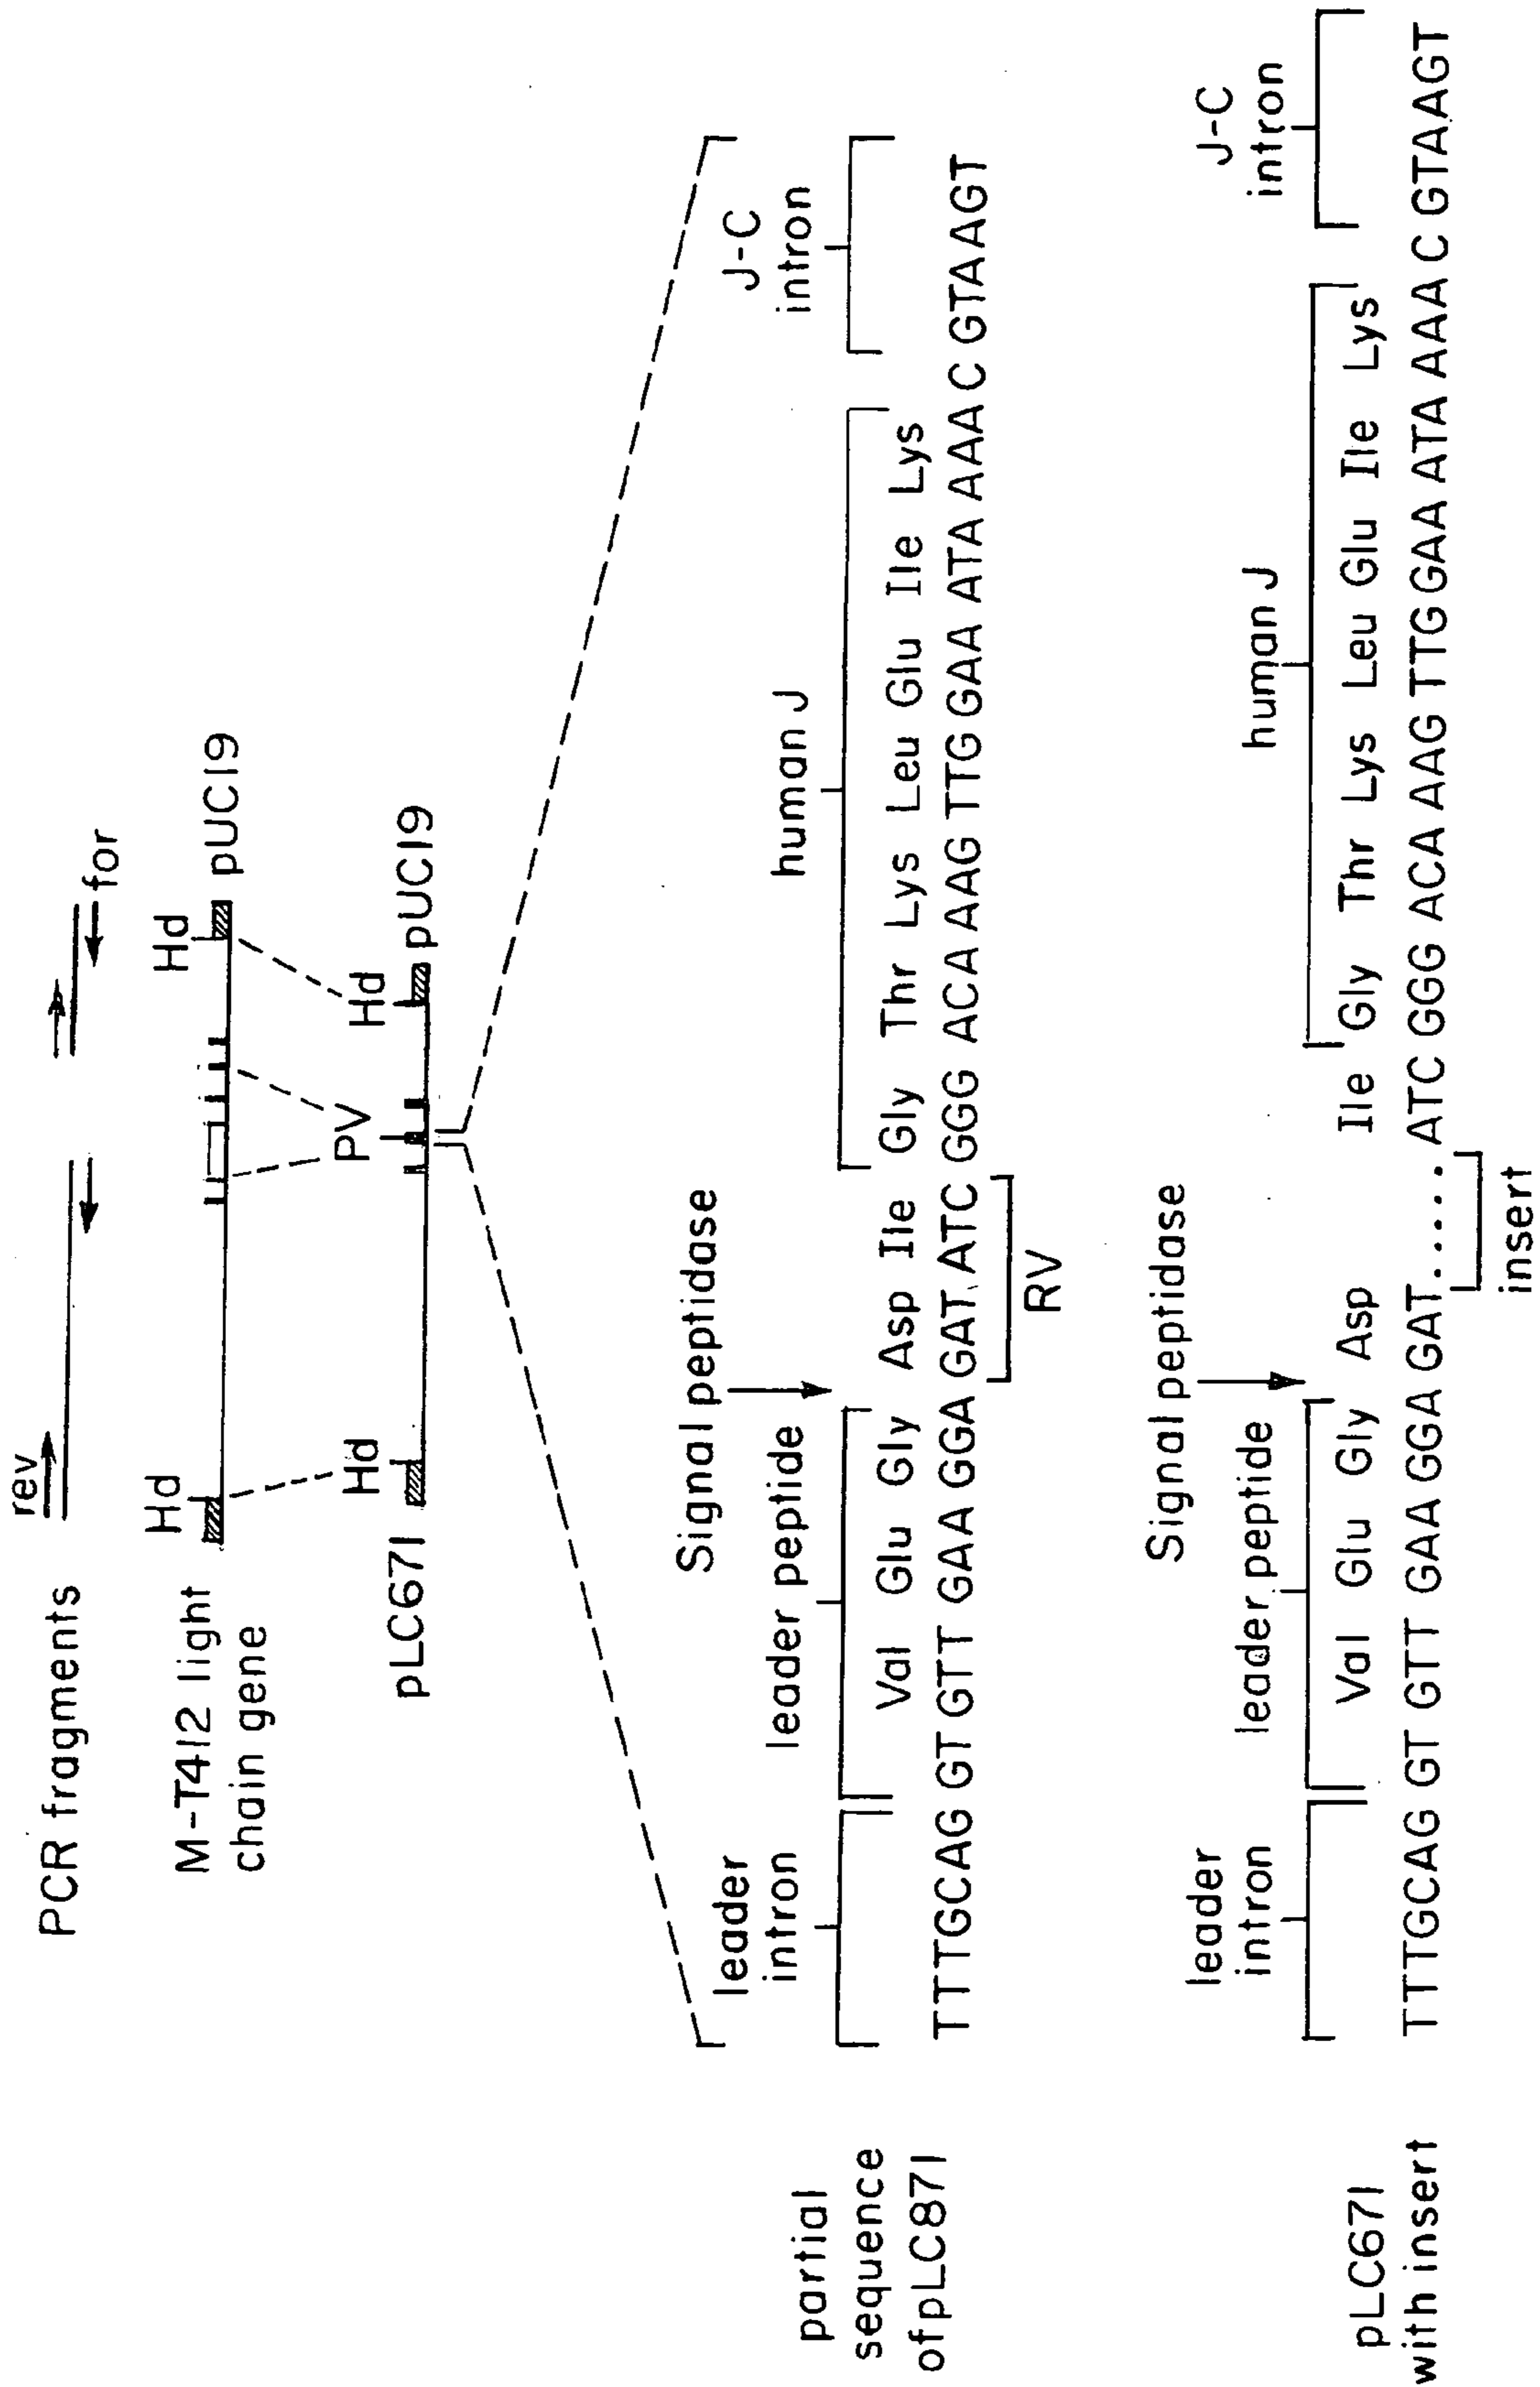 PCR fragments
rev
for
M-T412 light
chain gene
Hd
Hd
pUC19
pLC671
Hd
PV
Hd
pUC19
Signal peptidase
leader
intron
leader peptide
human J
J-C
intron
Val Glu Gly Asp Ile Gly Thr Lys Leu Glu Ile Lys
partial
sequence
of pLC871
TTTGCAG GT GTT GAA GGA GAT ATC GGG ACA AAG TTG GAA ATA AAA C GTAAGT
RV
Signal peptidase
leader
intron
leader peptide
human J
J-C
intron
Val Glu Gly Asp Ile Gly Thr Lys Leu Glu Ile Lys
pLC671
with insert
TTTGCAG GT GTT GAA GGA GAT...... ATC GGG ACA AAG TTG GAA ATA AAA C GTAAGT
insert